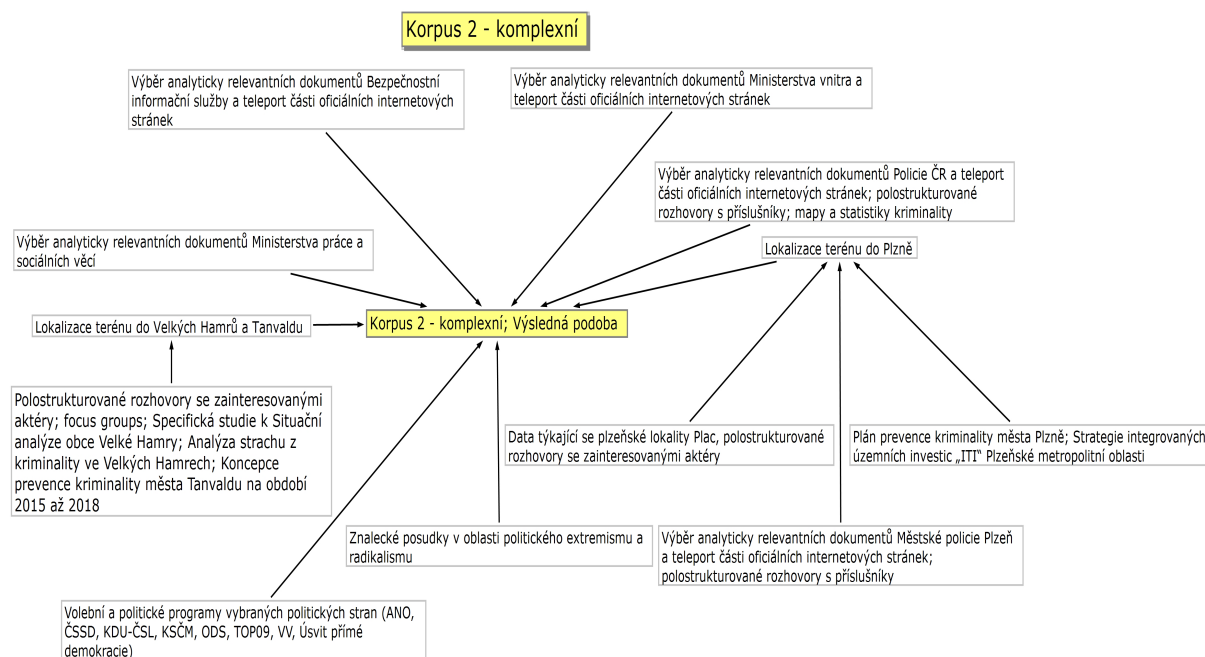 Korpus 2 - komplexní
Výběr analyticky relevantních dokumentů Bezpečnostní
informační služby a teleport části oficiálních internetových
stránek
Výběr analyticky relevantních dokumentů Ministerstva vnitra a
teleport části oficiálních internetových stránek
Výběr analyticky relevantních dokumentů Policie ČR a teleport
části oficiálních internetových stránek; polostrukturované
rozhovory s příslušníky; mapy a statistiky kriminality
Výběr analyticky relevantních dokumentů Ministerstva práce a
sociálních věcí
Lokalizace terénu do Plzně
Lokalizace terénu do Velkých Hamrů a Tanvaldu
Korpus 2 - komplexní; Výsledná podoba
Polostrukturované rozhovory se zainteresovanými
aktéry; focus groups; Specifická studie k Situační
analýze obce Velké Hamry; Analýza strachu z
kriminality ve Velkých Hamrech; Koncepce
prevence kriminality města Tanvaldu na období
2015 až 2018
Data týkající se plzeňské lokality Plac, polostrukturované
rozhovory se zainteresovanými aktéry
Plán prevence kriminality města Plzně; Strategie integrovaných
územních investic „ITI“ Plzeňské metropolitní oblasti
Znalecké posudky v oblasti politického extremismu a
radikalismu
Výběr analyticky relevantních dokumentů Městské policie Plzeň
a teleport části oficiálních internetových stránek;
polostrukturované rozhovory s příslušníky
Volební a politické programy vybraných politických stran (ANO,
ČSSD, KDU-ČSL, KSČM, ODS, TOP09, VV, Úsvit přímé
demokracie)